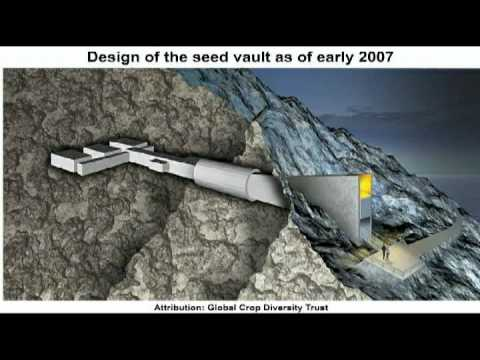 Design of the seed vault as of early 2007
Attribution: Global Crop Diversity Trust